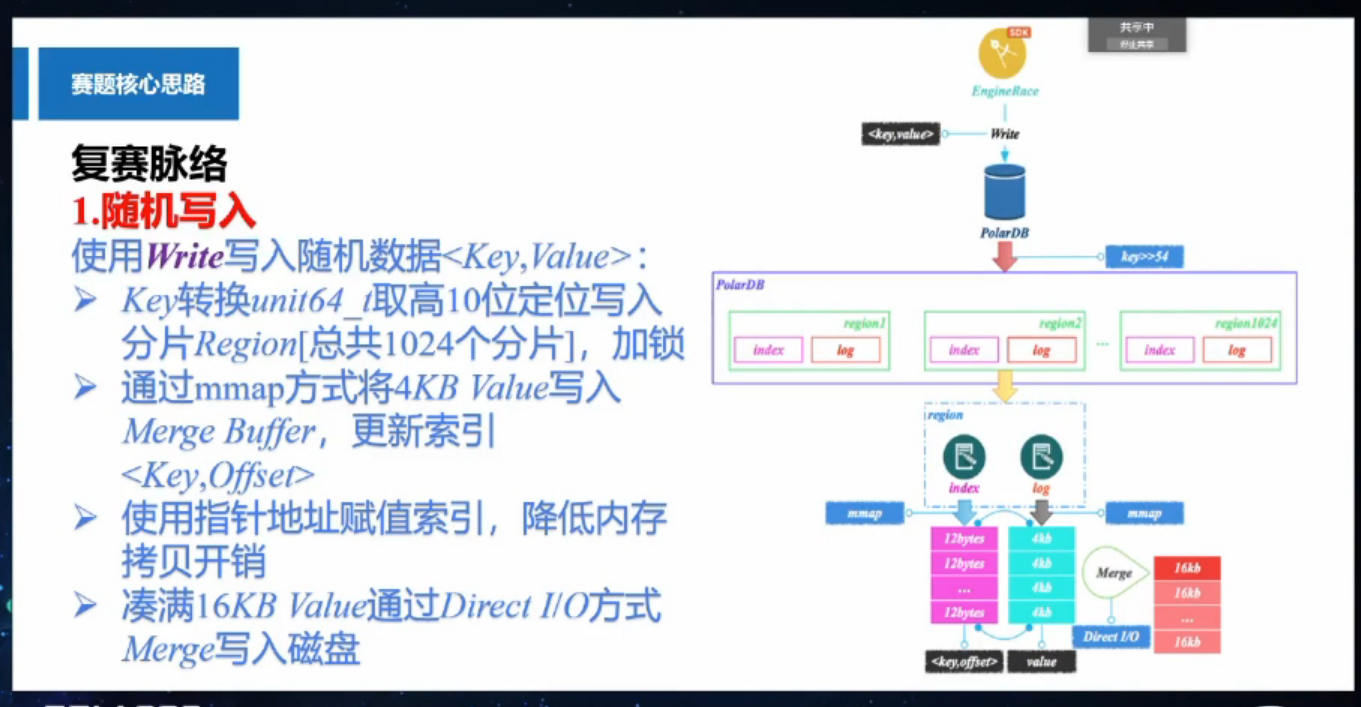 赛题核心思路
复赛脉络
1.随机写入
使用Write写入随机数据<Key,Value>：
➢ Key转换unit64_t取高10位定位写入
分片Region[总共1024个分片]，加锁
➢ 通过mmap方式将4KB Value写入
Merge Buffer，更新索引
<Key,Offset>
➢ 使用指针地址赋值索引，降低内存
拷贝开销
➢ 凑满16KB Value通过Direct I/O方式
Merge写入磁盘
共享中
停止共享
SDK
EngineRace
<key,value>
Write
PolarDB
key>>54
PolarDB
region1
index
log
region2
index
log
...
region1024
index
log
region
index
log
mmap
mmap
12bytes
12bytes
...
12bytes
4kb
4kb
4kb
4kb
Merge
Direct I/O
16kb
16kb
...
16kb
<key,offset>
value